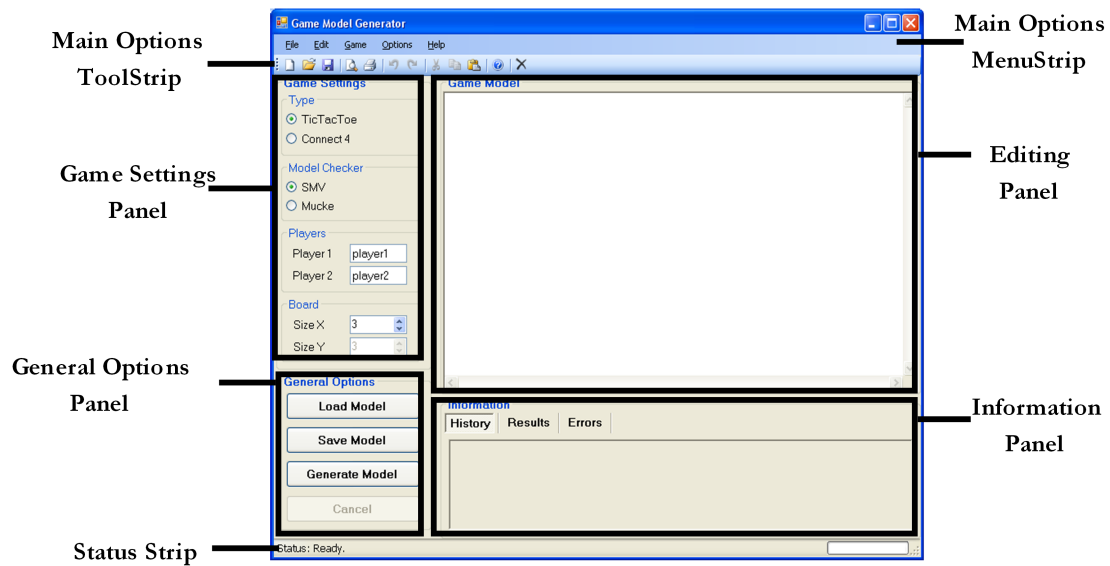 Game Model Generator
Main Options
MenuStrip
Main Options
ToolStrip
File Edit Game Options Help
Game Settings
Type
TicTacToe
Connect 4
Model Checker
SMV
Mucke
Players
Player 1 player1
Player 2 player2
Board
Size X 3
Size Y 3
Game Settings
Panel
Game Model
Editing
Panel
General Options
Panel
General Options
Load Model
Save Model
Generate Model
Cancel
Information
History Results Errors
Information
Panel
Status Strip
Status: Ready.